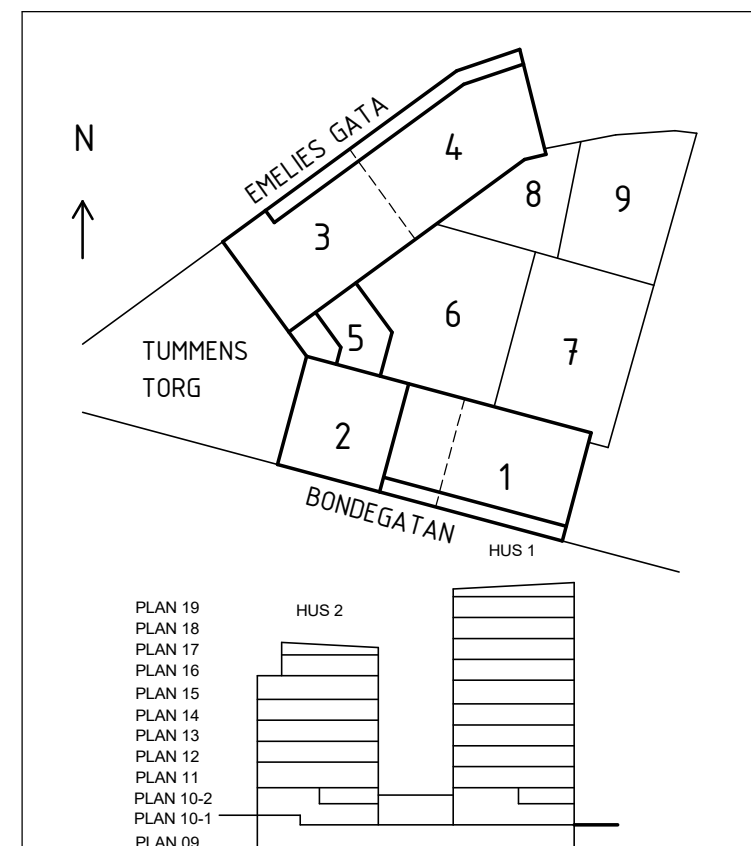 N
EMELIES GATA
4
8
9
3
6
5
7
TUMMENS
TORG
2
1
BONDEGATAN
HUS 1
HUS 2
PLAN 19
PLAN 18
PLAN 17
PLAN 16
PLAN 15
PLAN 14
PLAN 13
PLAN 12
PLAN 11
PLAN 10-2
PLAN 10-1
PLAN 09